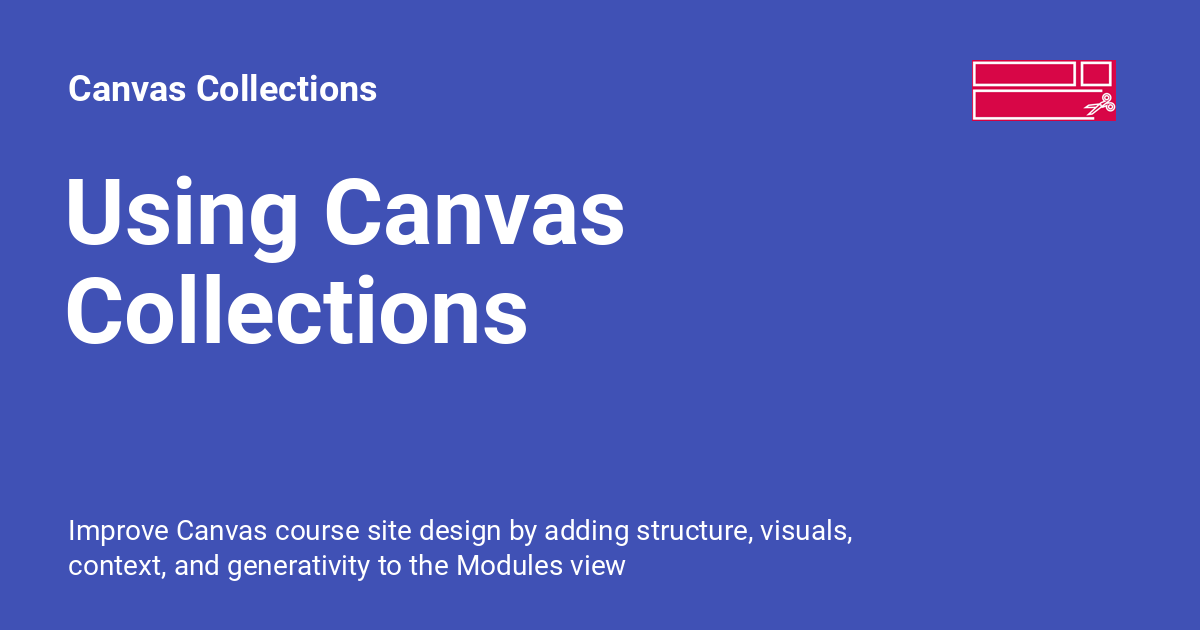 Canvas Collections
Using Canvas
Collections
Improve Canvas course site design by adding structure, visuals,
context, and generativity to the Modules view